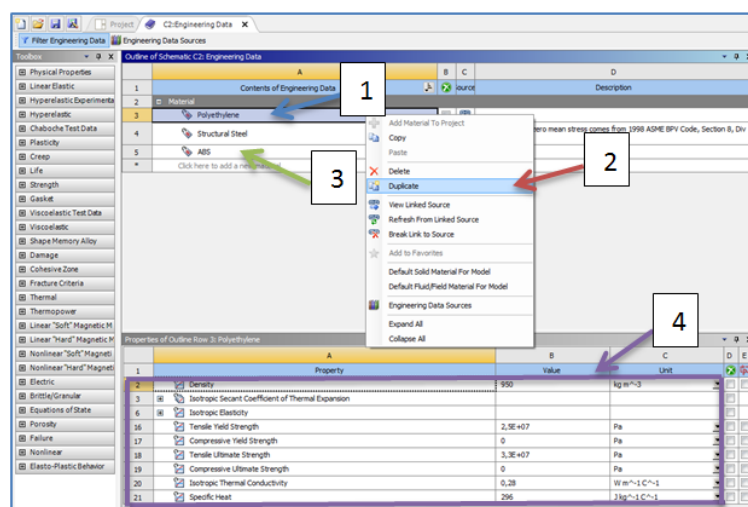 Project
C2:Engineering Data
Filter Engineering Data
Engineering Data Sources
Toolbox
Physical Properties
Linear Elastic
Hyperelastic Experimenta
Hyperelastic
Chaboche Test Data
Plasticity
Creep
Life
Strength
Gasket
Viscoelastic Test Data
Viscoelastic
Shape Memory Alloy
Damage
Cohesive Zone
Fracture Criteria
Thermal
Thermopower
Linear "Soft" Magnetic M
Linear "Hard" Magnetic M
Nonlinear "Soft" Magneti
Nonlinear "Hard" Magneti
Electric
Brittle/Granular
Equations of State
Porosity
Failure
Nonlinear
Elasto-Plastic Behavior
Outline of Schematic C2: Engineering Data
A B C D
1 Contents of Engineering Data Description
2 Material
3 Polyethylene
4 Structural Steel zero mean stress comes from 1998 ASME BPV Code, Section 8, Div
5 ABS
* Click here to add a new
1
2
3
4
Add Material To Project
Copy
Paste
Delete
Duplicate
View Linked Source
Refresh From Linked Source
Break Link to Source
Add to Favorites
Default Solid Material For Model
Default Fluid/Field Material For Model
Engineering Data Sources
Expand All
Collapse All
Properties of Outline Row 3: Polyethylene
A B C D E
1 Property Value Unit
2 Density 950 kg m^-3
3 Isotropic Secant Coefficient of Thermal Expansion
6 Isotropic Elasticity
16 Tensile Yield Strength 2,5E+07 Pa
17 Compressive Yield Strength 0 Pa
18 Tensile Ultimate Strength 3,3E+07 Pa
19 Compressive Ultimate Strength 0 Pa
20 Isotropic Thermal Conductivity 0,28 W m^-1 C^-1
21 Specific Heat 296 J kg^-1 C^-1